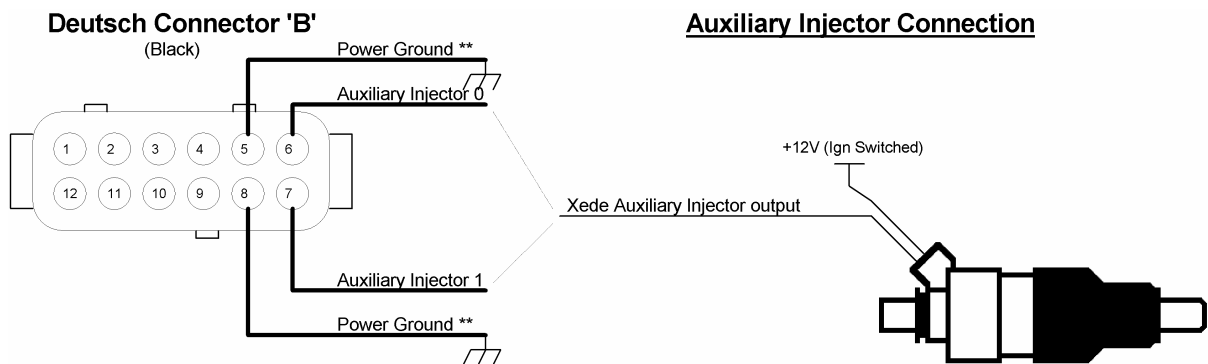 Deutsch Connector 'B'
(Black)
Auxiliary Injector Connection
Power Ground **
Auxiliary Injector 0
1 2 3 4 5 6
12 11 10 9 8 7
+12V (Ign Switched)
Xede Auxiliary Injector output
Auxiliary Injector 1
Power Ground **